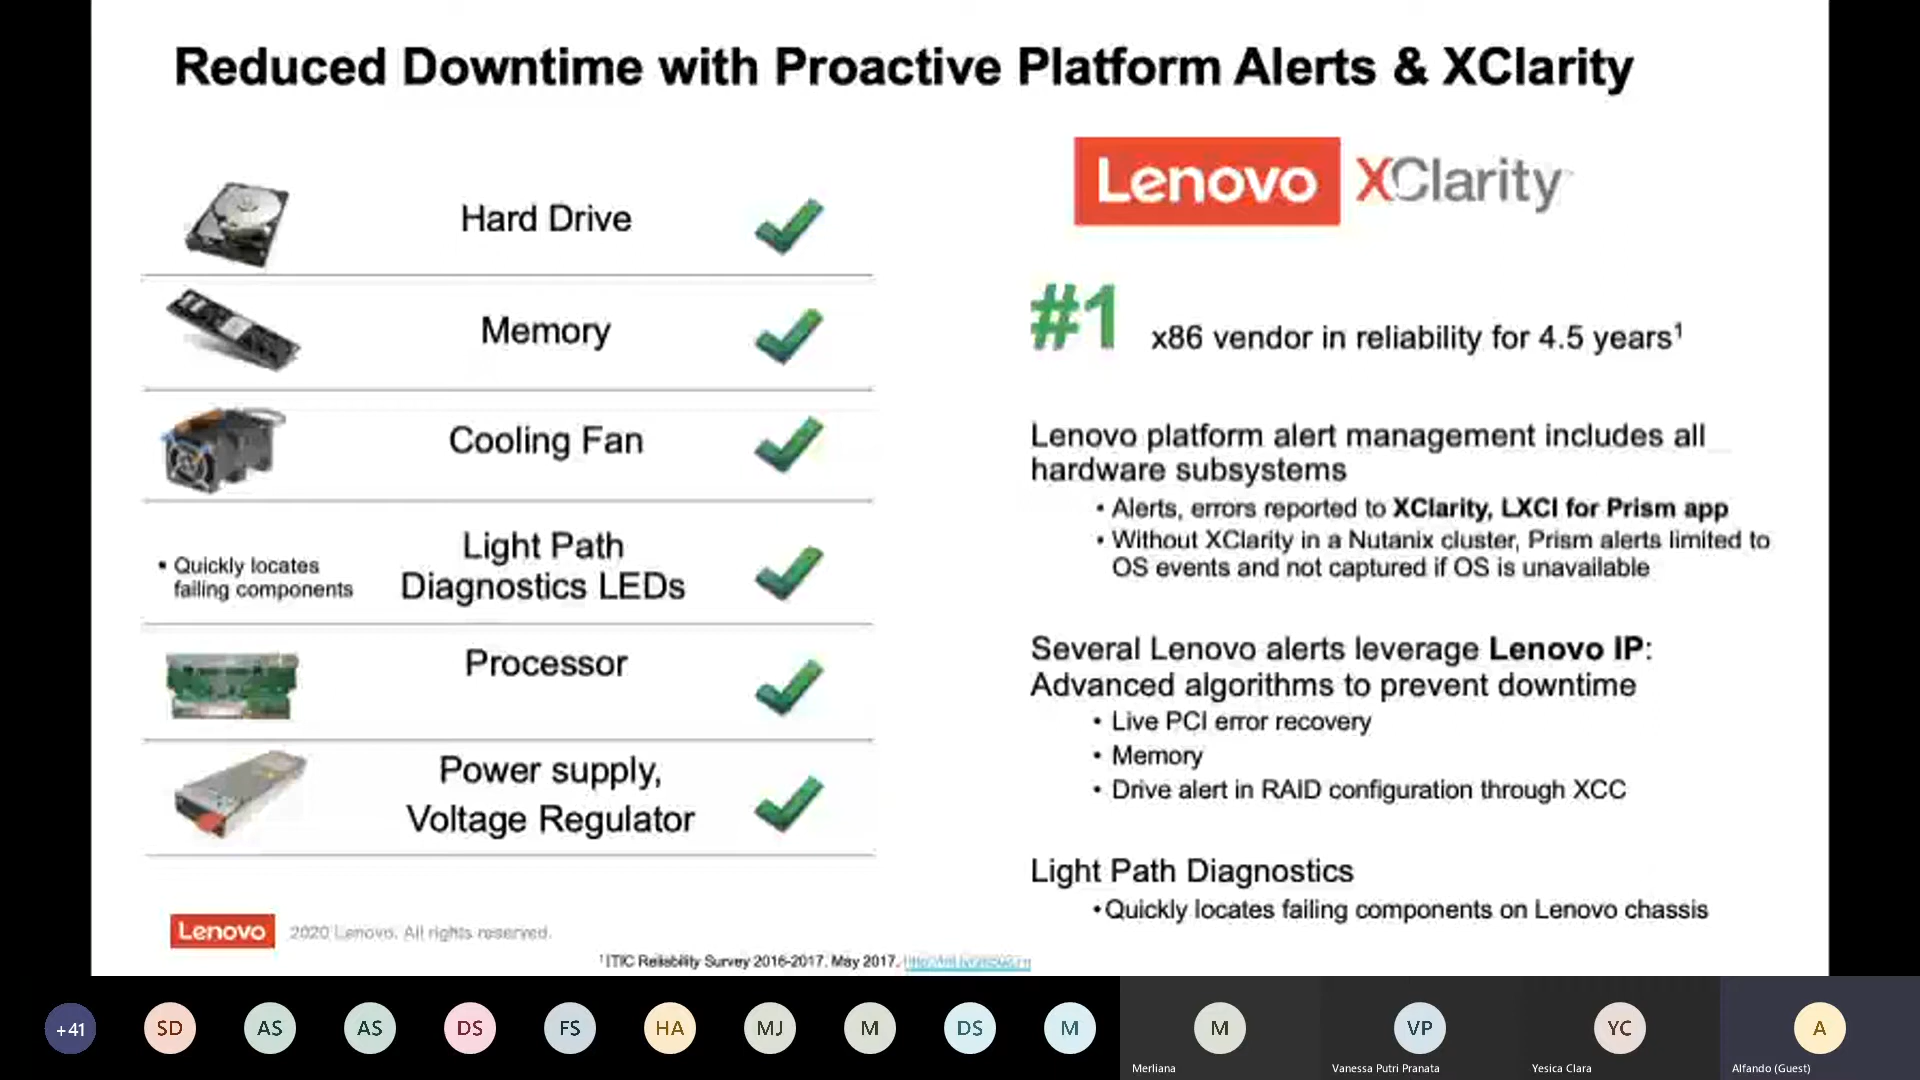 Reduced Downtime with Proactive Platform Alerts & XClarity
Hard Drive
Memory
Cooling Fan
• Quickly locates
failing components
Light Path
Diagnostics LEDs
Processor
Power supply,
Voltage Regulator
Lenovo XClarity
#1 x86 vendor in reliability for 4.5 years¹
Lenovo platform alert management includes all
hardware subsystems
• Alerts, errors reported to XClarity, LXCI for Prism app
• Without XClarity in a Nutanix cluster, Prism alerts limited to
OS events and not captured if OS is unavailable
Several Lenovo alerts leverage Lenovo IP:
Advanced algorithms to prevent downtime
• Live PCI error recovery
• Memory
• Drive alert in RAID configuration through XCC
Light Path Diagnostics
• Quickly locates failing components on Lenovo chassis
Lenovo 2020 Lenovo. All rights reserved.
¹ ITIC Reliability Survey 2016-2017. May 2017.
+41 SD AS AS DS FS HA MJ M DS M M VP YC A
Merliana Vanessa Putri Pranata Yesica Clara Alfando (Guest)